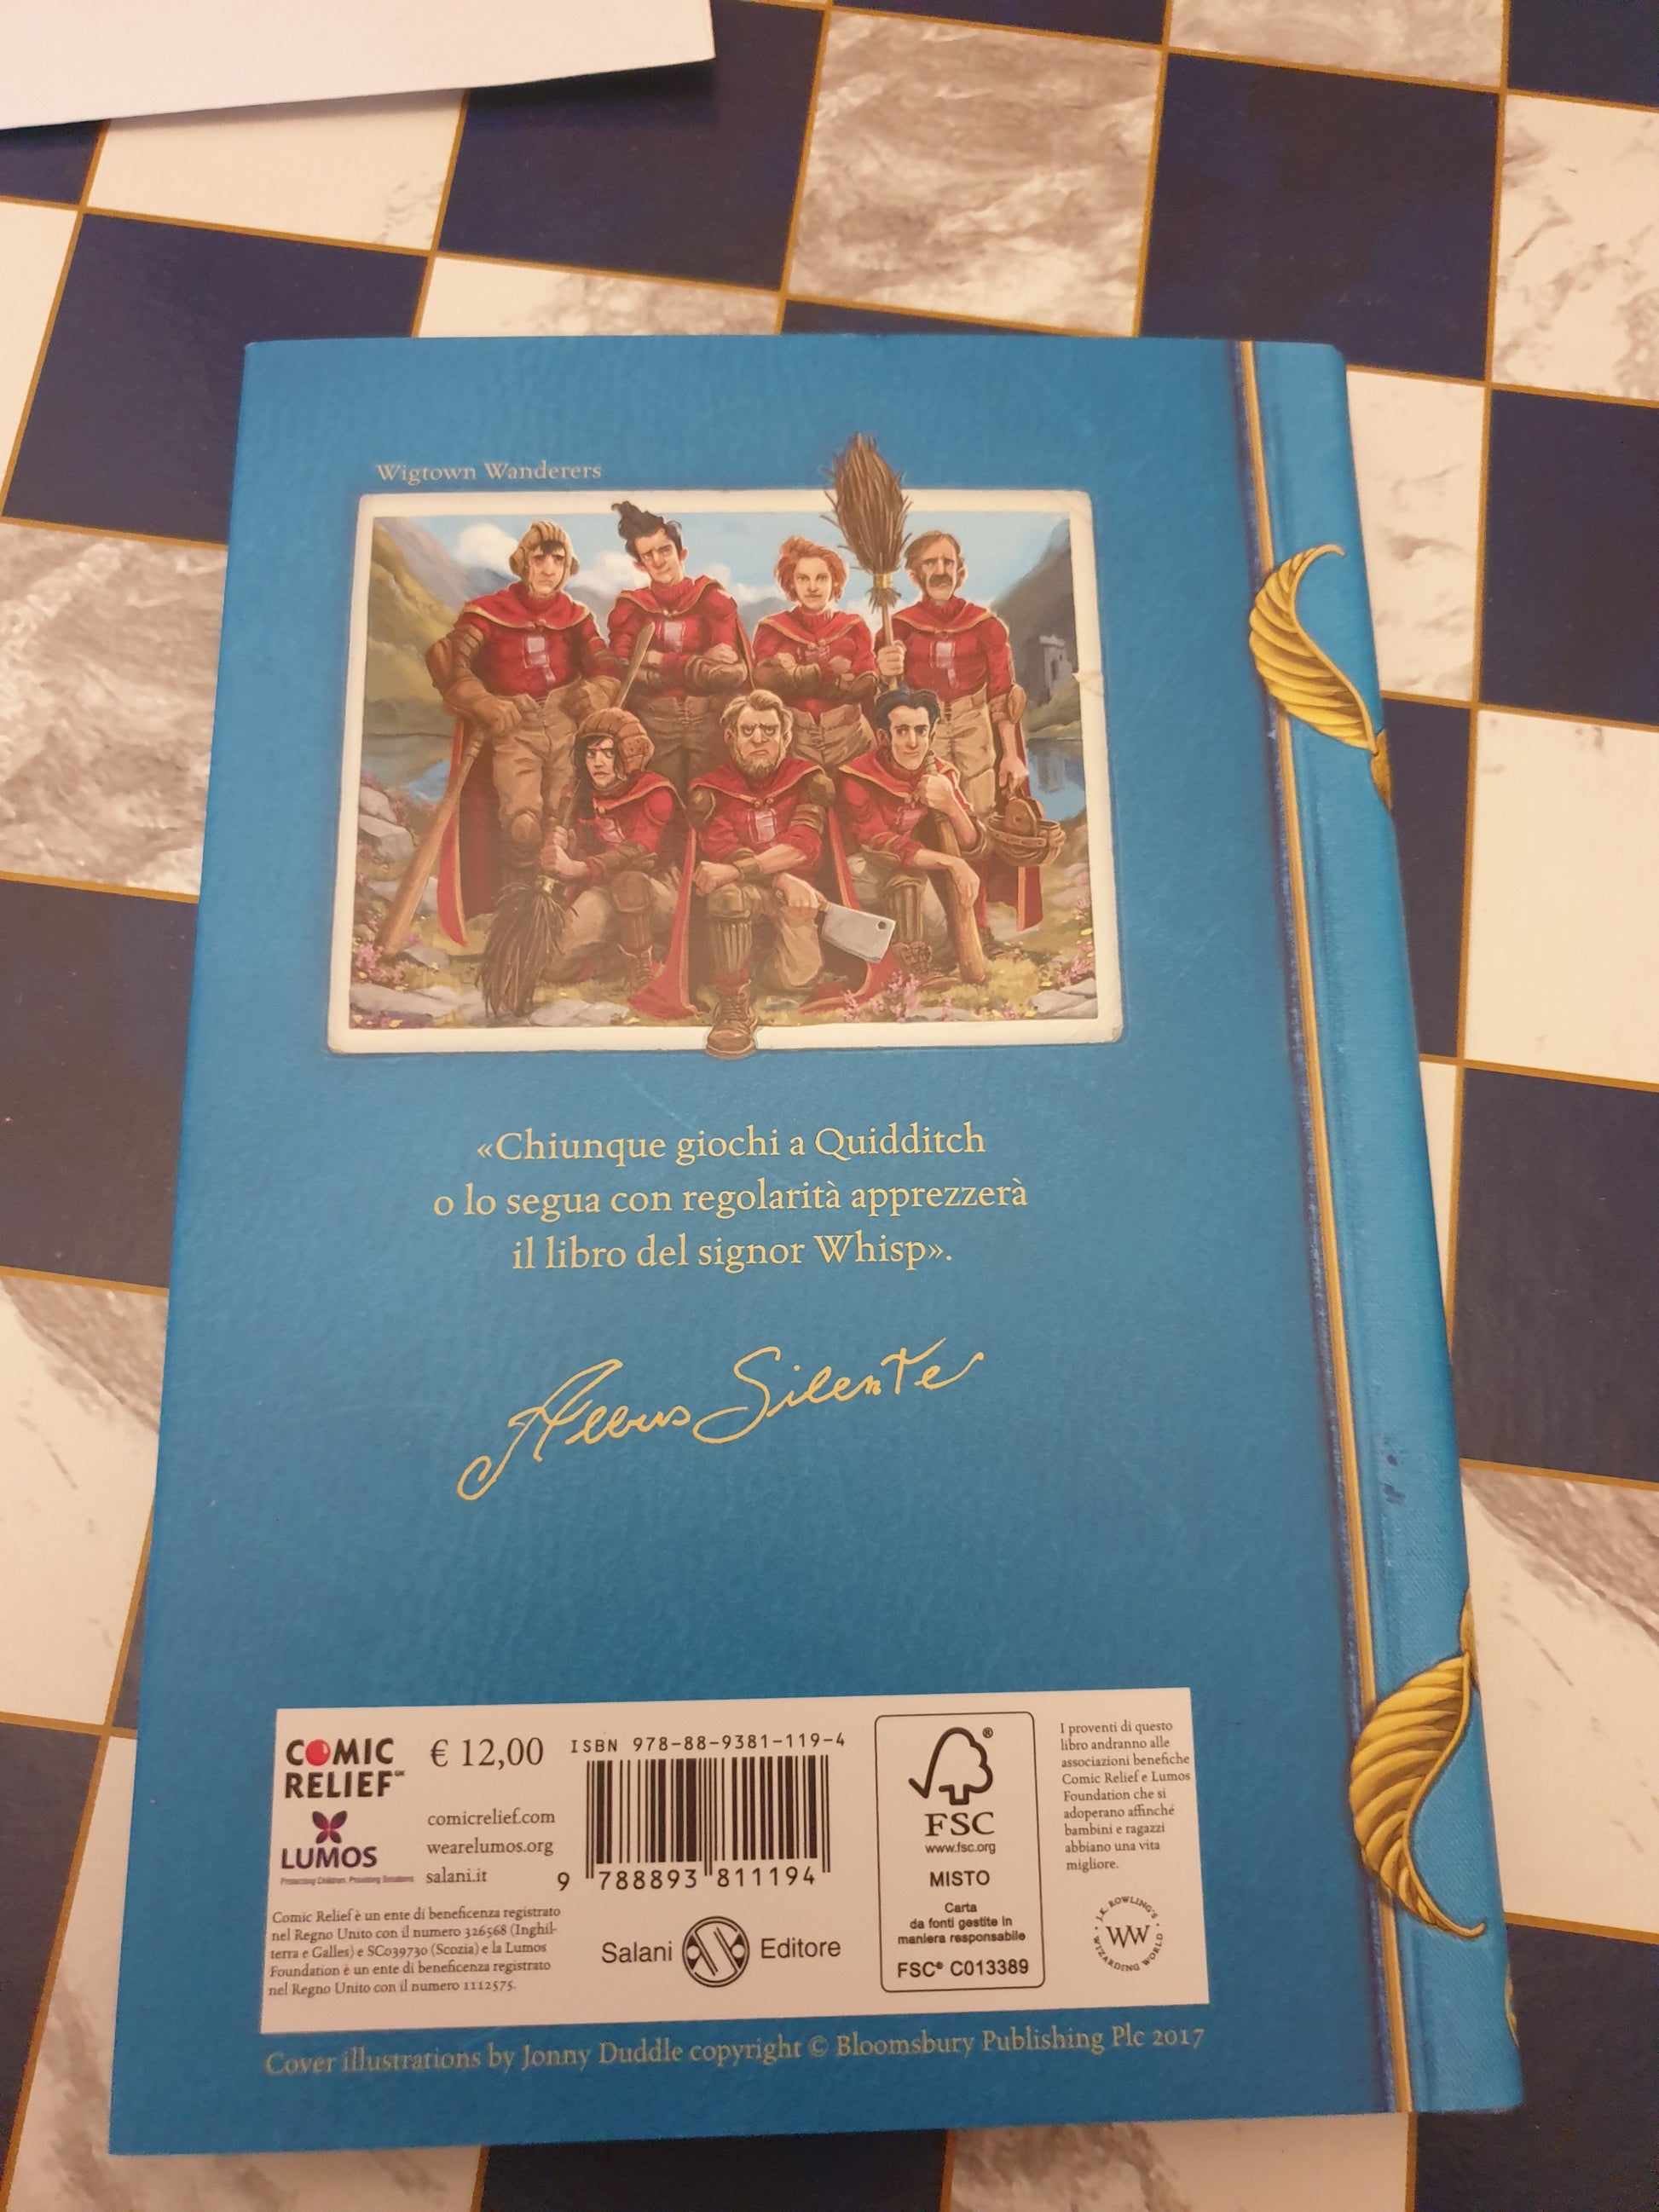 Wigtown Wanderers
«Chiunque giochi a Quidditch
o lo segua con regolarità apprezzerà
il libro del signor Whisp».
Albus Silente
COMIC
RELIEF
LUMOS
Protecting Children. Providing Solutions
€ 12,00
comicrelief.com
wearelumos.org
salani.it
ISBN 978-88-9381-119-4
9 788893 811194
Comic Relief è un ente di beneficenza registrato
nel Regno Unito con il numero 326568 (Inghil-
terra e Galles) e SC039730 (Scozia) e la Lumos
Foundation è un ente di beneficenza registrato
nel Regno Unito con il numero 1112575.
Salani Editore
®
FSC
www.fsc.org
MISTO
Carta
da fonti gestite in
maniera responsabile
FSC® C013389
I proventi di questo
libro andranno alle
associazioni benefiche
Comic Relief e Lumos
Foundation che si
adoperano affinché
bambini e ragazzi
abbiano una vita
migliore.
J.K. ROWLING'S
WW
WIZARDING WORLD
Cover illustrations by Jonny Duddle copyright © Bloomsbury Publishing Plc 2017